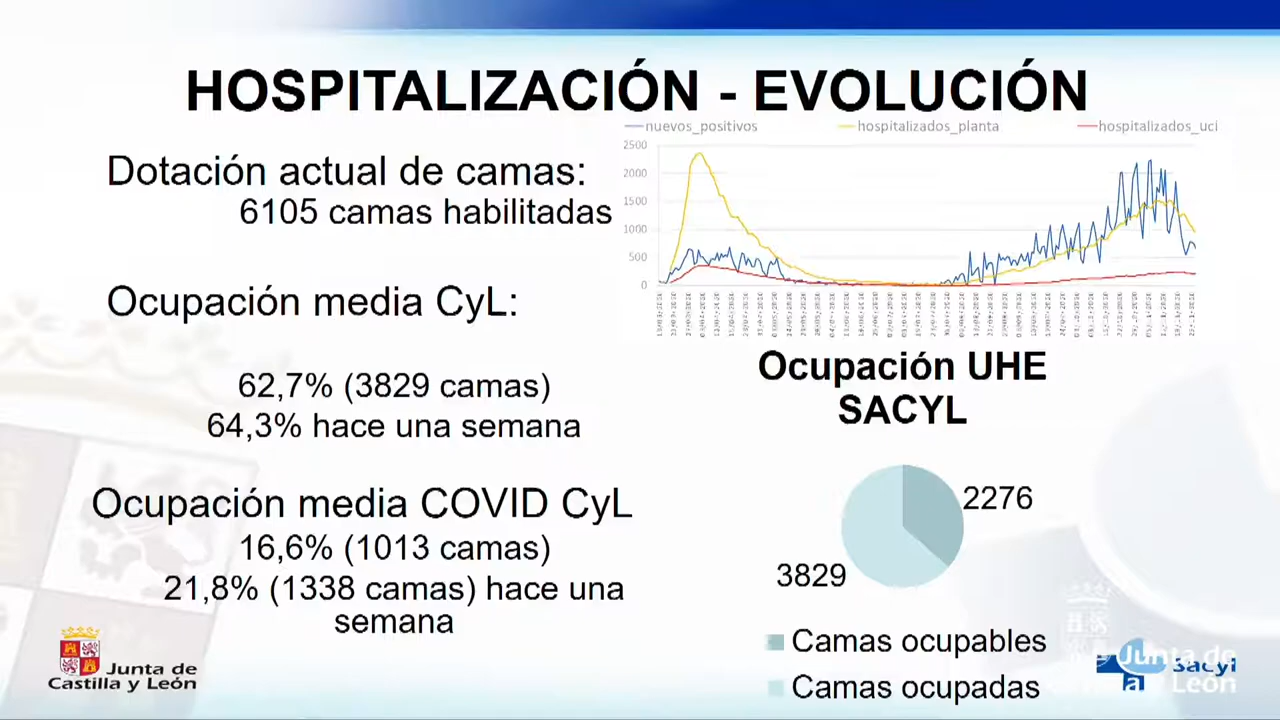 HOSPITALIZACIÓN - EVOLUCIÓN
nuevos_positivos
hospitalizados_planta
hospitalizados_uci
2500
2000
1500
1000
500
0
Dotación actual de camas:
6105 camas habilitadas
Ocupación media CyL:
62,7% (3829 camas)
64,3% hace una semana
Ocupación media COVID CyL
16,6% (1013 camas)
21,8% (1338 camas) hace una
semana
Ocupación UHE
SACYL
2276
3829
Camas ocupables
Camas ocupadas
Junta de
Castilla y León
Sacyl
Junta de
León